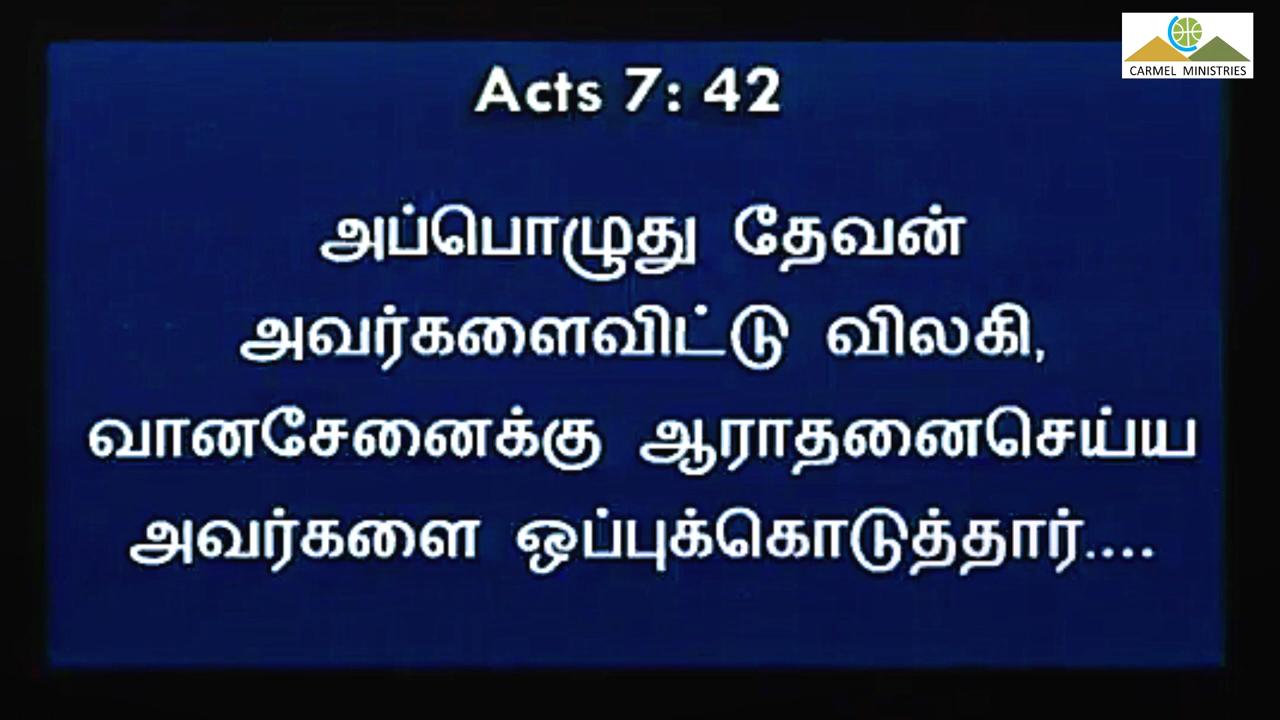 CARMEL MINISTRIES
Acts 7: 42
அப்பொழுது தேவன்
அவர்களைவிட்டு விலகி,
வானசேனைக்கு ஆராதனைசெய்ய
அவர்களை ஒப்புக்கொடுத்தார்....